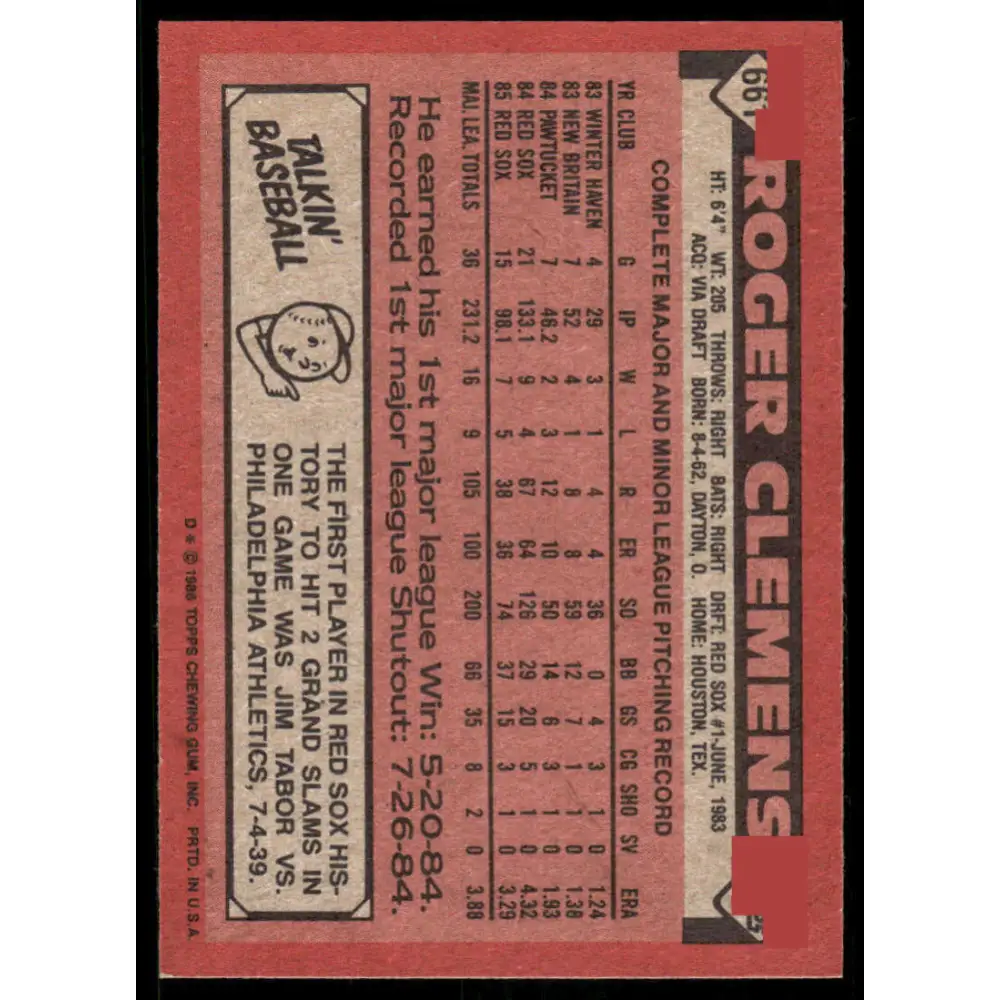 661
ROGER CLEMENS
HT: 6'4" WT: 205 THROWS: RIGHT BATS: RIGHT DRFT: RED SOX #1-JUNE, 1983
ACQ: VIA DRAFT BORN: 8-4-62, DAYTON, O. HOME: HOUSTON, TEX.
COMPLETE MAJOR AND MINOR LEAGUE PITCHING RECORD
YR CLUB G IP W L R ER SO BB GS CG SHO SV ERA
83 WINTER HAVEN 4 29 3 1 4 4 36 0 4 3 1 0 1.24
83 NEW BRITAIN 7 52 4 1 8 8 59 12 7 1 1 0 1.38
84 PAWTUCKET 7 46.2 2 3 12 10 50 14 6 3 1 0 1.93
84 RED SOX 21 133.1 9 4 67 64 126 29 20 5 1 0 4.32
85 RED SOX 15 98.1 7 5 38 36 74 37 15 3 1 0 3.29
MAJ. LEA. TOTALS 36 231.2 16 9 105 100 200 66 35 8 2 0 3.88
He earned his 1st major league Win: 5-20-84.
Recorded 1st major league Shutout: 7-26-84.
TALKIN'
BASEBALL
THE FIRST PLAYER IN RED SOX HIS-
TORY TO HIT 2 GRAND SLAMS IN
ONE GAME WAS JIM TABOR VS.
PHILADELPHIA ATHLETICS, 7-4-39.
D * © 1986 TOPPS CHEWING GUM, INC. PRTD. IN U.S.A.